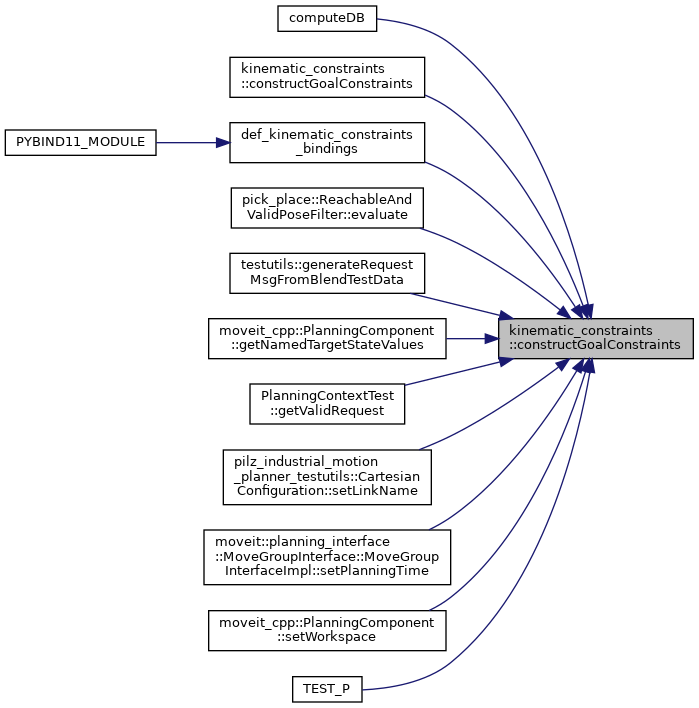 computeDB
kinematic_constraints
::constructGoalConstraints
def_kinematic_constraints
_bindings
PYBIND11_MODULE
pick_place::ReachableAnd
ValidPoseFilter::evaluate
testutils::generateRequest
MsgFromBlendTestData
moveit_cpp::PlanningComponent
::getNamedTargetStateValues
kinematic_constraints
::constructGoalConstraints
PlanningContextTest
::getValidRequest
pilz_industrial_motion
_planner_testutils::Cartesian
Configuration::setLinkName
moveit::planning_interface
::MoveGroupInterface::MoveGroup
InterfaceImpl::setPlanningTime
moveit_cpp::PlanningComponent
::setWorkspace
TEST_P